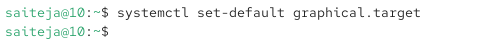 saiteja@10:~$ systemctl set-default graphical.target
saiteja@10:~$